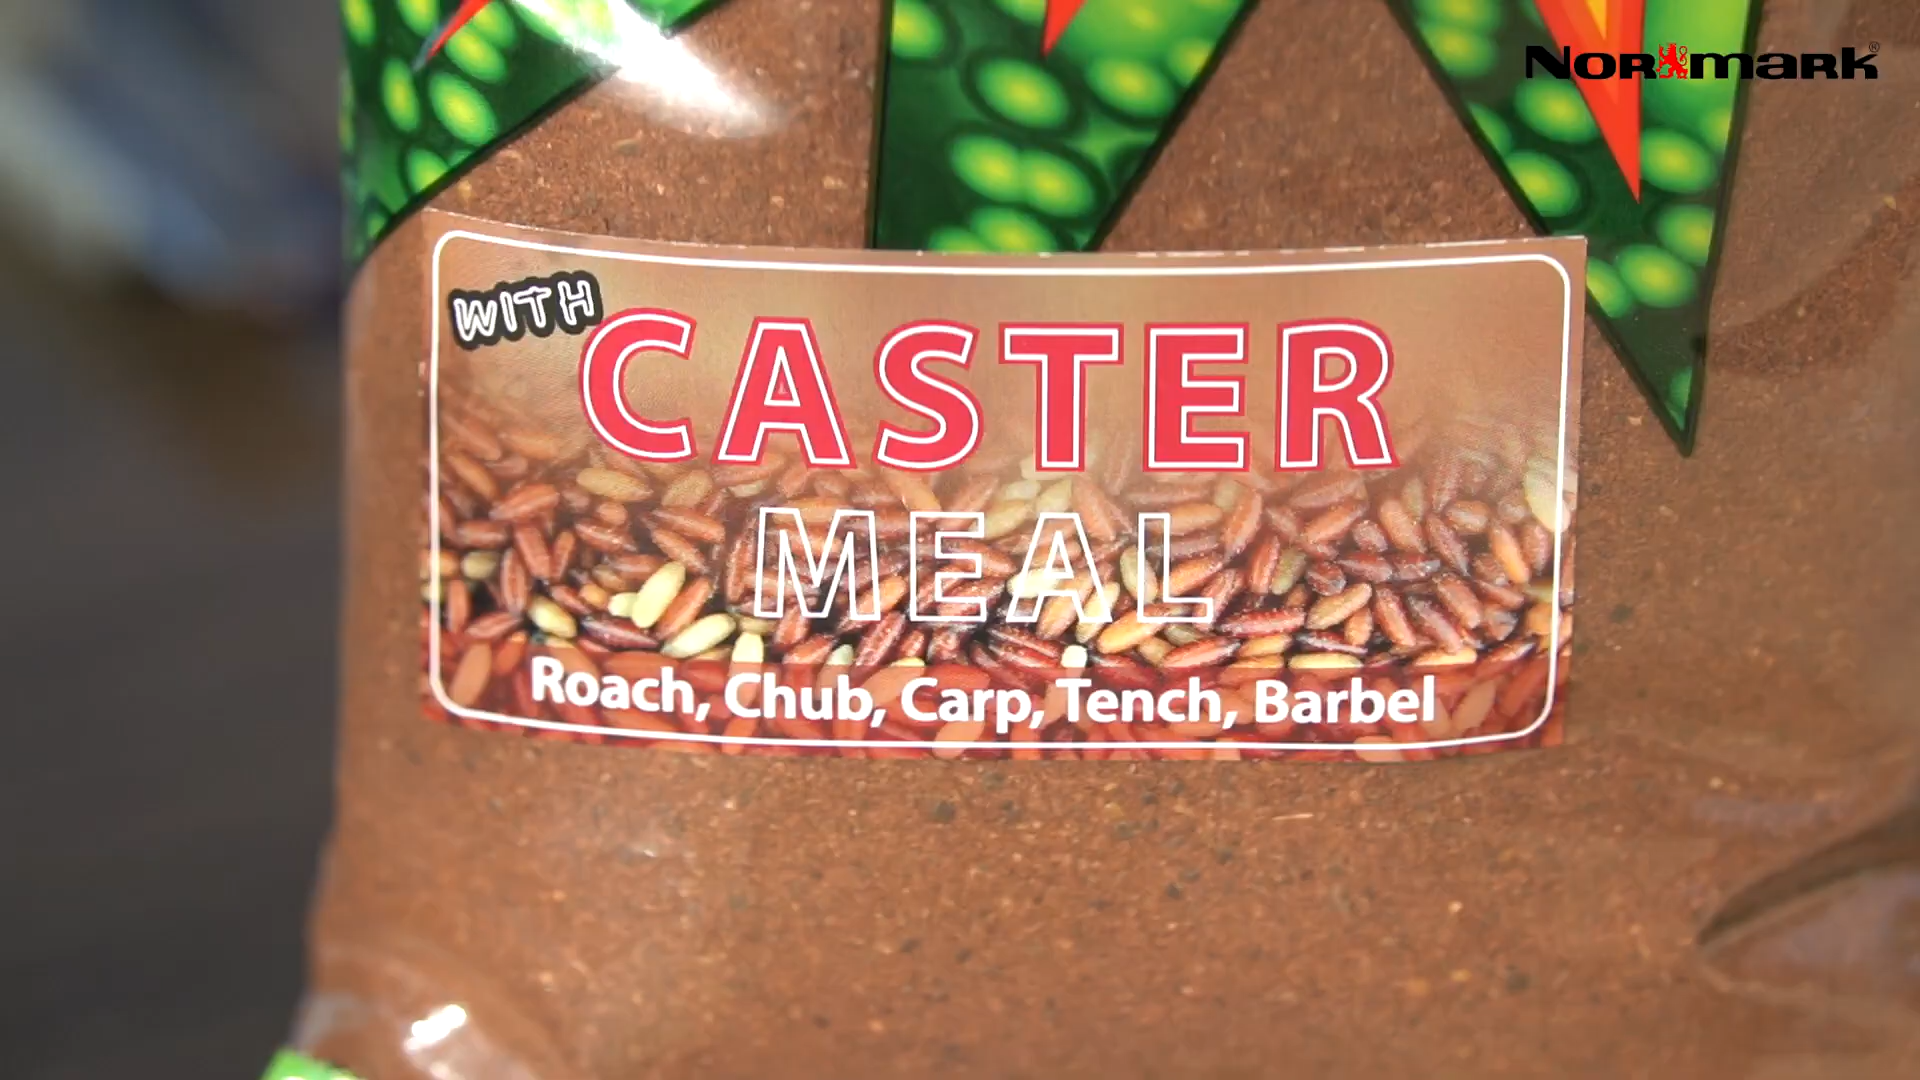 Normark®
WITH
CASTER
MEAL
Roach, Chub, Carp, Tench, Barbel